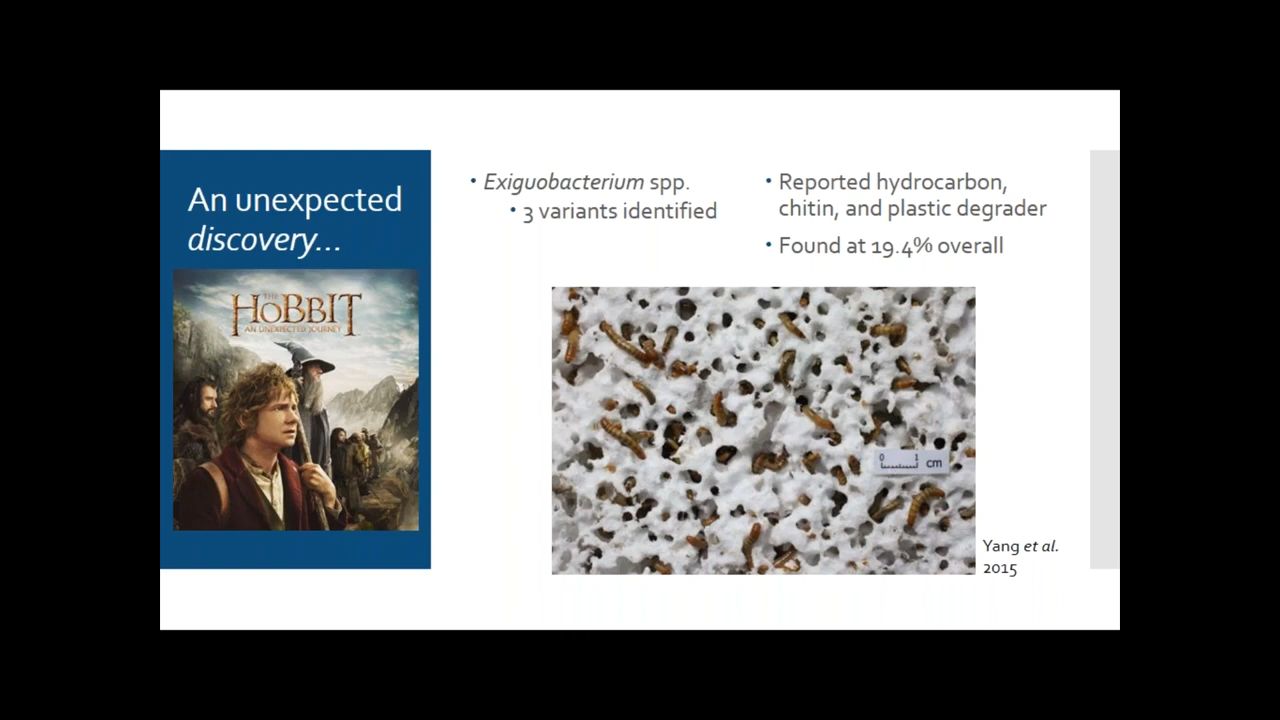 An unexpected
discovery...
THE
HOBBIT
AN UNEXPECTED JOURNEY
• Exiguobacterium spp.
• 3 variants identified
• Reported hydrocarbon,
chitin, and plastic degrader
• Found at 19.4% overall
0 1
cm
Yang et al.
2015